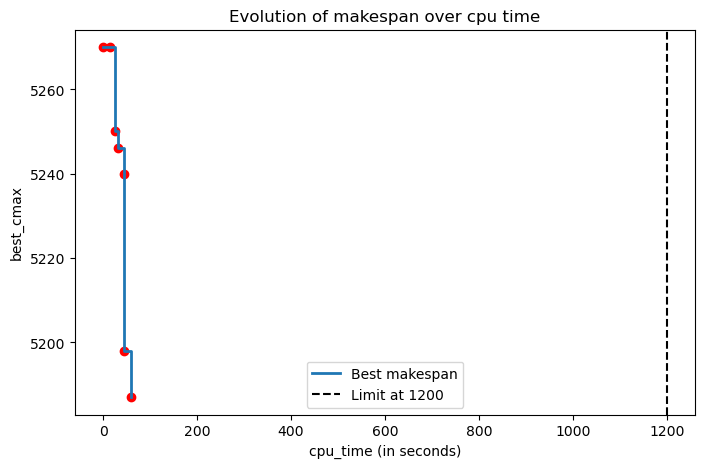 Evolution of makespan over cpu time
best_cmax
5260
5240
5220
5200
0
200
400
600
800
1000
1200
cpu_time (in seconds)
Best makespan
Limit at 1200